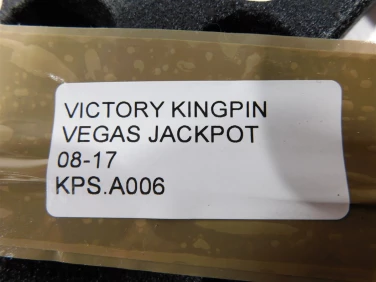 VICTORY KINGPIN
VEGAS JACKPOT
08-17
KPS.A006